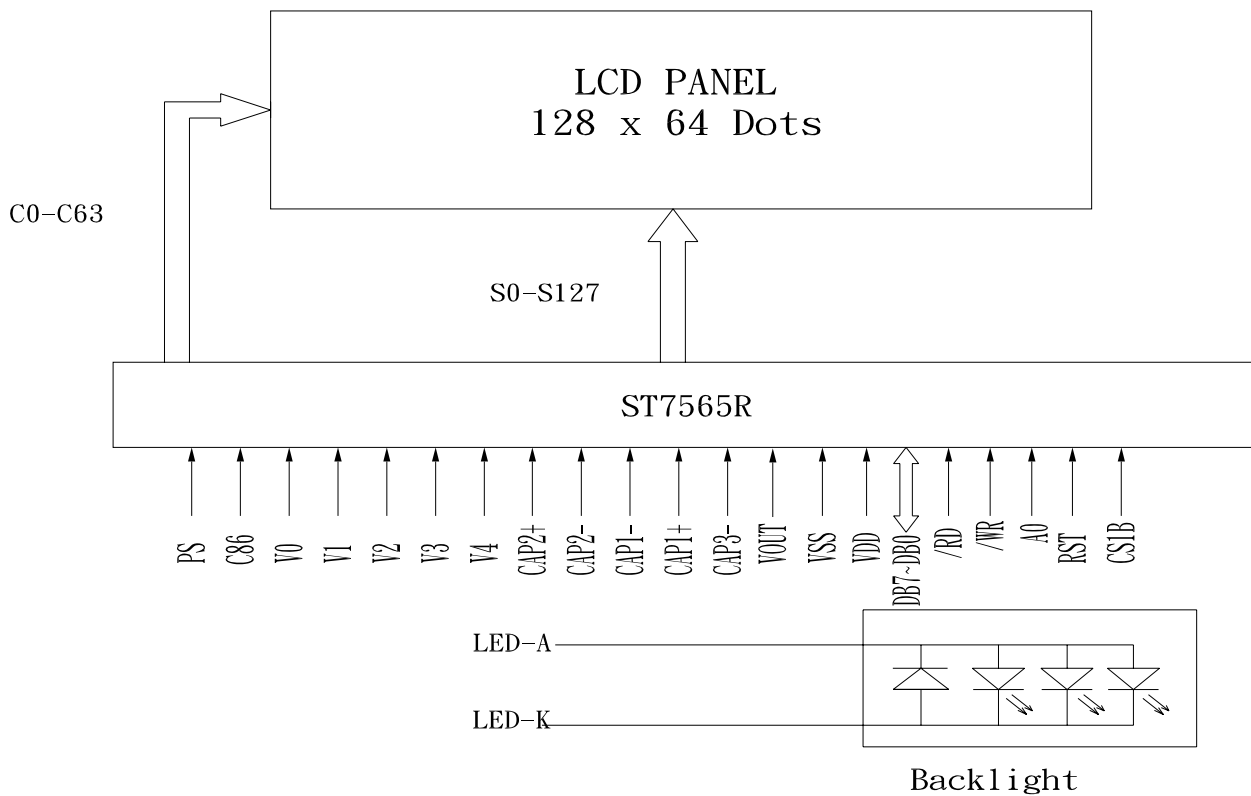 LCD PANEL
128 x 64 Dots
C0-C63
S0-S127
ST7565R
PS
C86
V0
V1
V2
V3
V4
CAP2+
CAP2-
CAP1-
CAP1+
CAP3-
VOUT
VSS
VDD
DB7~DB0
/RD
/WR
A0
RST
CS1B
LED-A
LED-K
Backlight